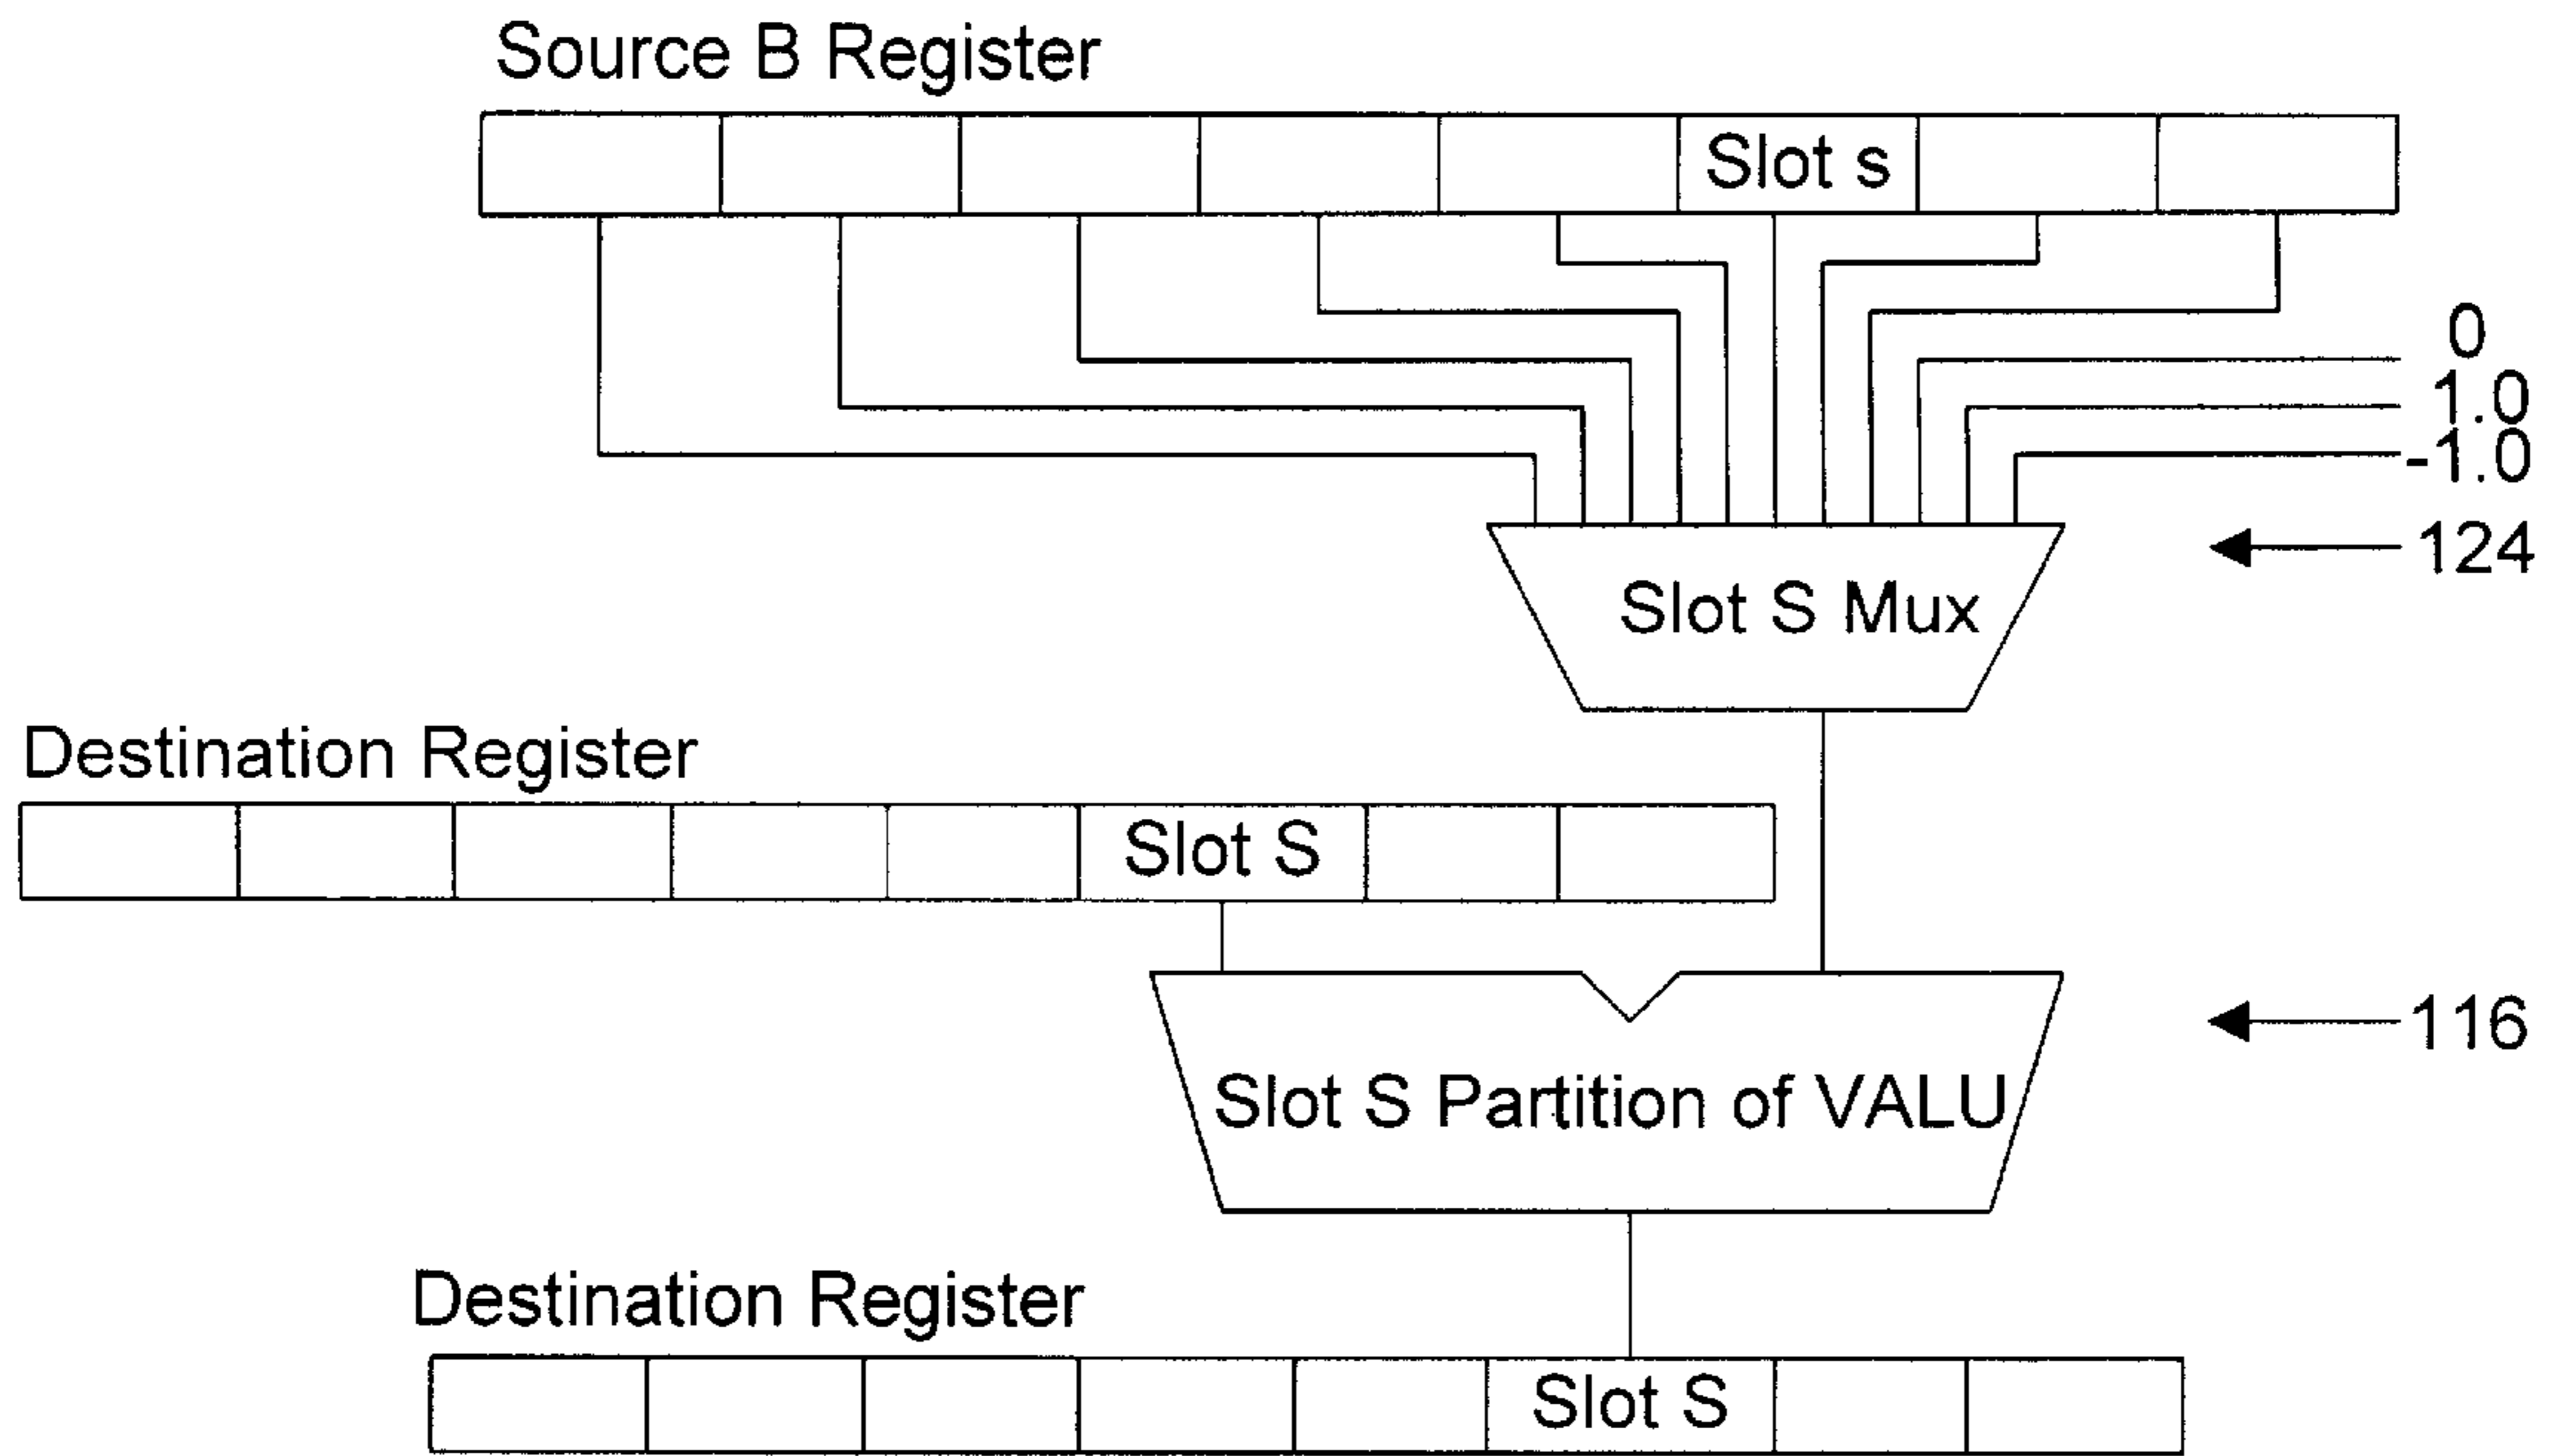 Source B Register
Slot s
0
1.0
-1.0
124
Slot S Mux
Destination Register
Slot S
116
Slot S Partition of VALU
Destination Register
Slot S